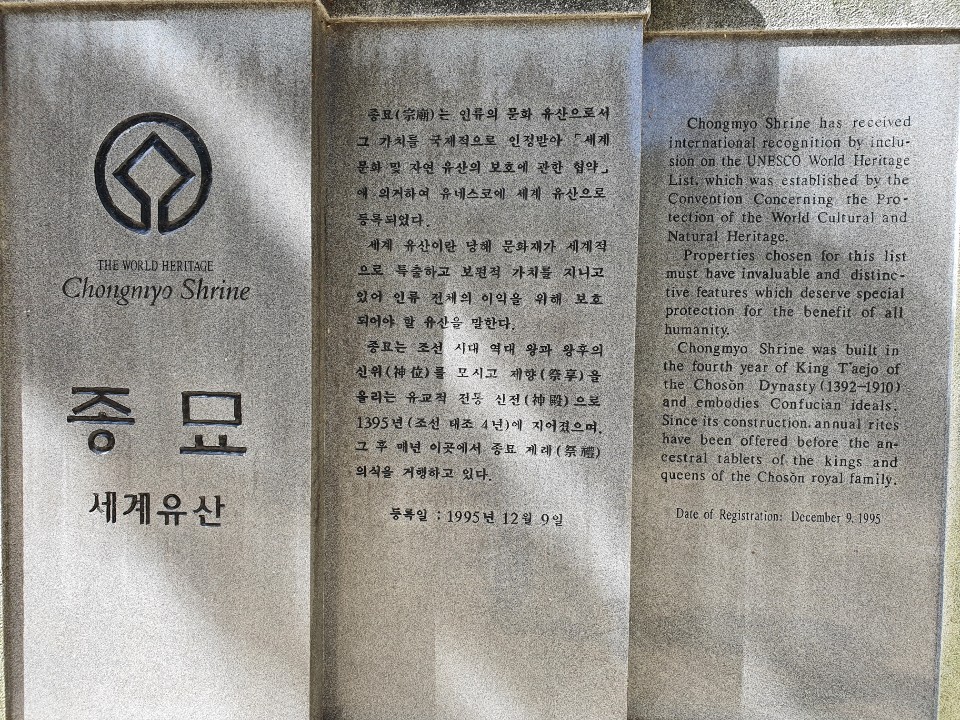 THE WORLD HERITAGE
Chongmyo Shrine
종묘
세계유산
종묘(宗廟)는 인류의 문화 유산으로서
그 가치를 국제적으로 인정받아 「세계
문화 및 자연 유산의 보호에 관한 협약」
에 의거하여 유네스코에 세계 유산으로
등록되었다.
세계 유산이란 당해 문화재가 세계적
으로 특출하고 보편적 가치를 지니고
있어 인류 전체의 이익을 위해 보호
되어야 할 유산을 말한다.
종묘는 조선 시대 역대 왕과 왕후의
신위(神位)를 모시고 제향(祭享)을
올리는 유교적 전통 신전(神殿)으로
1395년(조선 태조 4년)에 지어졌으며,
그 후 매년 이곳에서 종묘 제례(祭禮)
의식을 거행하고 있다.
등록일 : 1995년 12월 9일
Chongmyo Shrine has received
international recognition by inclu-
sion on the UNESCO World Heritage
List, which was established by the
Convention Concerning the Pro-
tection of the World Cultural and
Natural Heritage.
Properties chosen for this list
must have invaluable and distinc-
tive features which deserve special
protection for the benefit of all
humanity.
Chongmyo Shrine was built in
the fourth year of King T'aejo of
the Chosŏn Dynasty (1392-1910)
and embodies Confucian ideals.
Since its construction, annual rites
have been offered before the an-
cestral tablets of the kings and
queens of the Chosŏn royal family.
Date of Registration: December 9, 1995